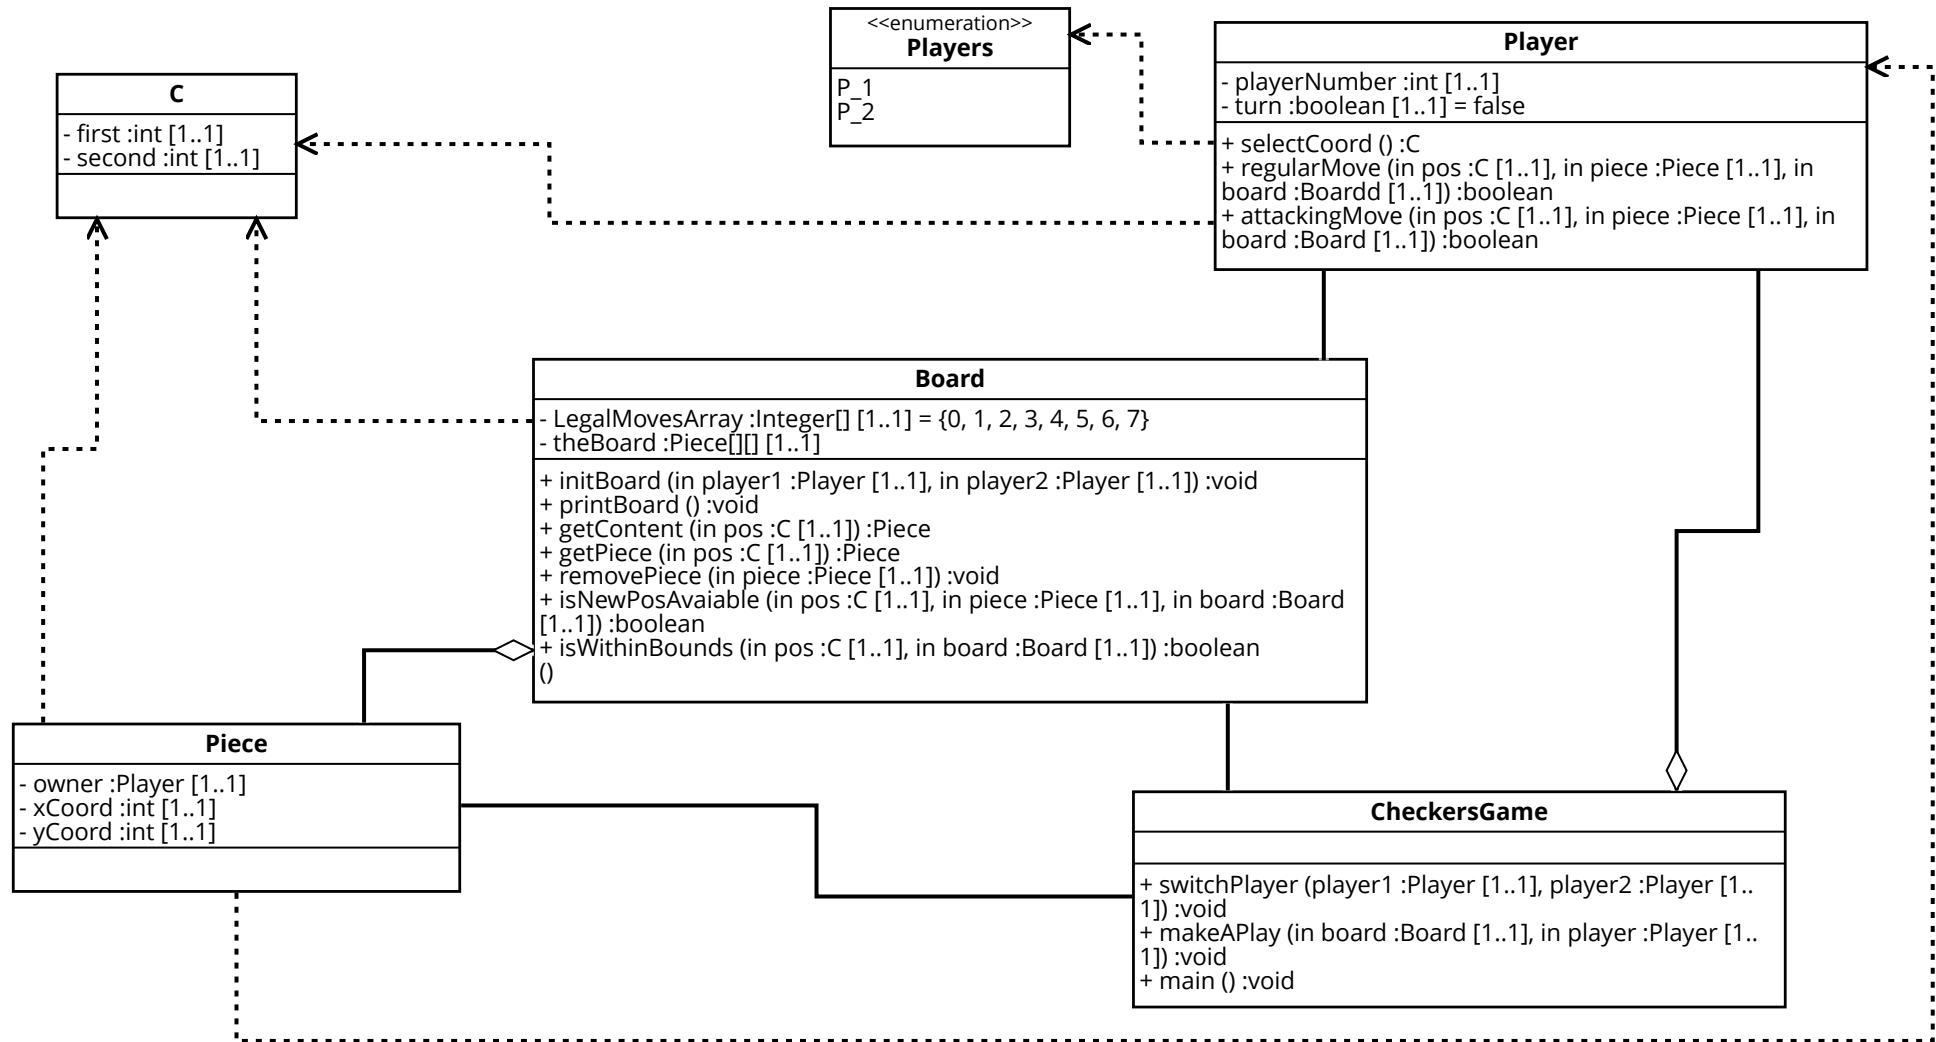 <<enumeration>>
Players
P_1
P_2
Player
- playerNumber :int [1..1]
- turn :boolean [1..1] = false
+ selectCoord () :C
+ regularMove (in pos :C [1..1], in piece :Piece [1..1], in
board :Boardd [1..1]) :boolean
+ attackingMove (in pos :C [1..1], in piece :Piece [1..1], in
board :Board [1..1]) :boolean
C
- first :int [1..1]
- second :int [1..1]
Board
- LegalMovesArray :Integer[] [1..1] = {0, 1, 2, 3, 4, 5, 6, 7}
- theBoard :Piece[][] [1..1]
+ initBoard (in player1 :Player [1..1], in player2 :Player [1..1]) :void
+ printBoard () :void
+ getContent (in pos :C [1..1]) :Piece
+ getPiece (in pos :C [1..1]) :Piece
+ removePiece (in piece :Piece [1..1]) :void
+ isNewPosAvaiable (in pos :C [1..1], in piece :Piece [1..1], in board :Board
[1..1]) :boolean
+ isWithinBounds (in pos :C [1..1], in board :Board [1..1]) :boolean
()
Piece
- owner :Player [1..1]
- xCoord :int [1..1]
- yCoord :int [1..1]
CheckersGame
+ switchPlayer (player1 :Player [1..1], player2 :Player [1..
1]) :void
+ makeAPlay (in board :Board [1..1], in player :Player [1..
1]) :void
+ main () :void